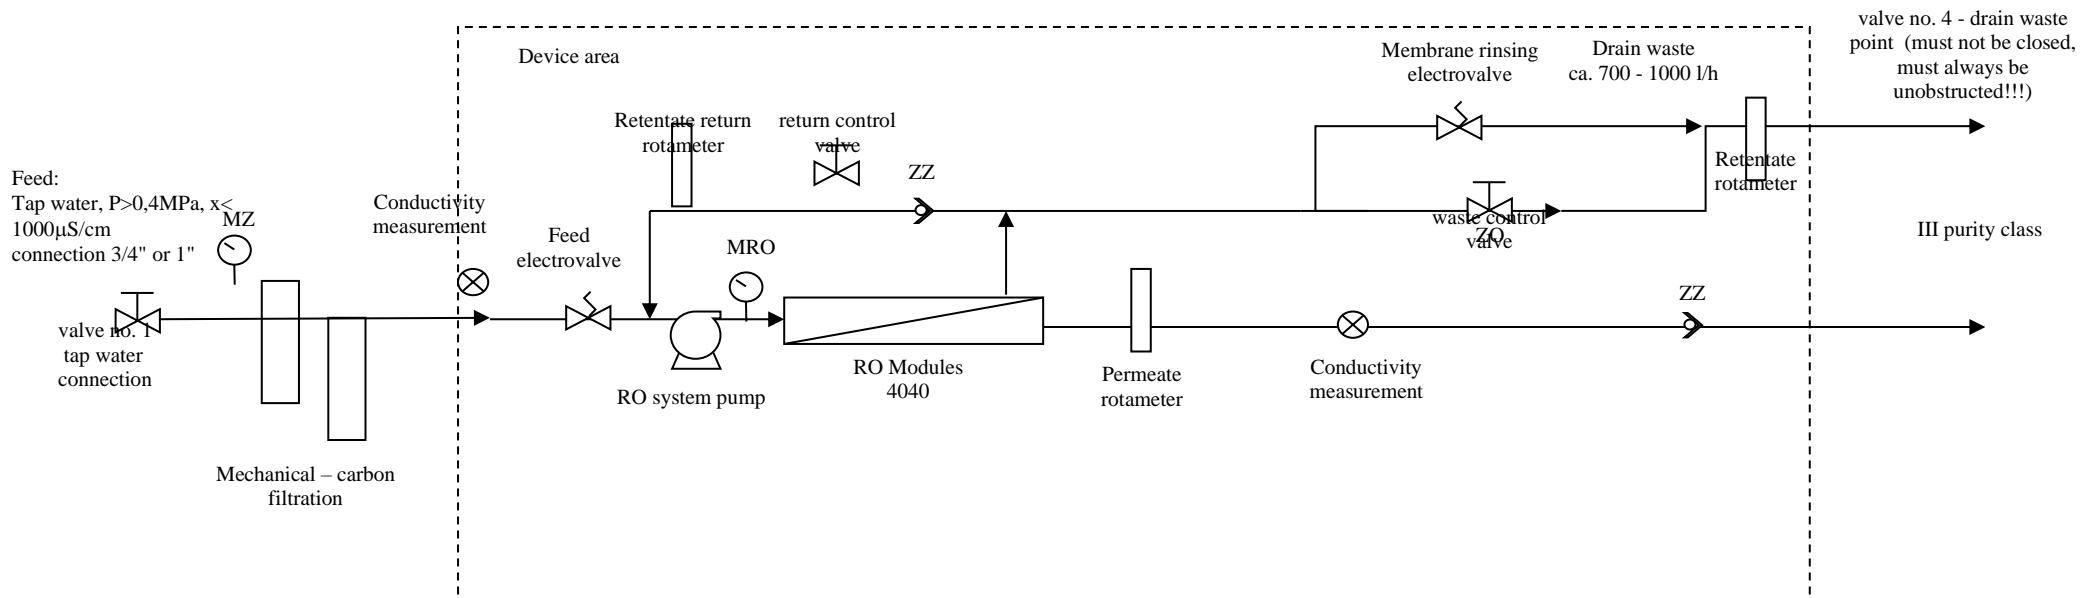 valve no. 4 - drain waste
point  (must not be closed,
must always be
unobstructed!!!)
Device area
Membrane rinsing
electrovalve
Drain waste
ca. 700 - 1000 l/h
Retentate return
rotameter
return control
valve
ZZ
Retentate
rotameter
Feed:
Tap water, P>0,4MPa, x<
1000μS/cm
connection 3/4" or 1"
MZ
Conductivity
measurement
Feed
electrovalve
MRO
waste control
valve
ZO
III purity class
ZZ
valve no. 1
tap water
connection
RO system pump
RO Modules
4040
Permeate
rotameter
Conductivity
measurement
Mechanical – carbon
filtration